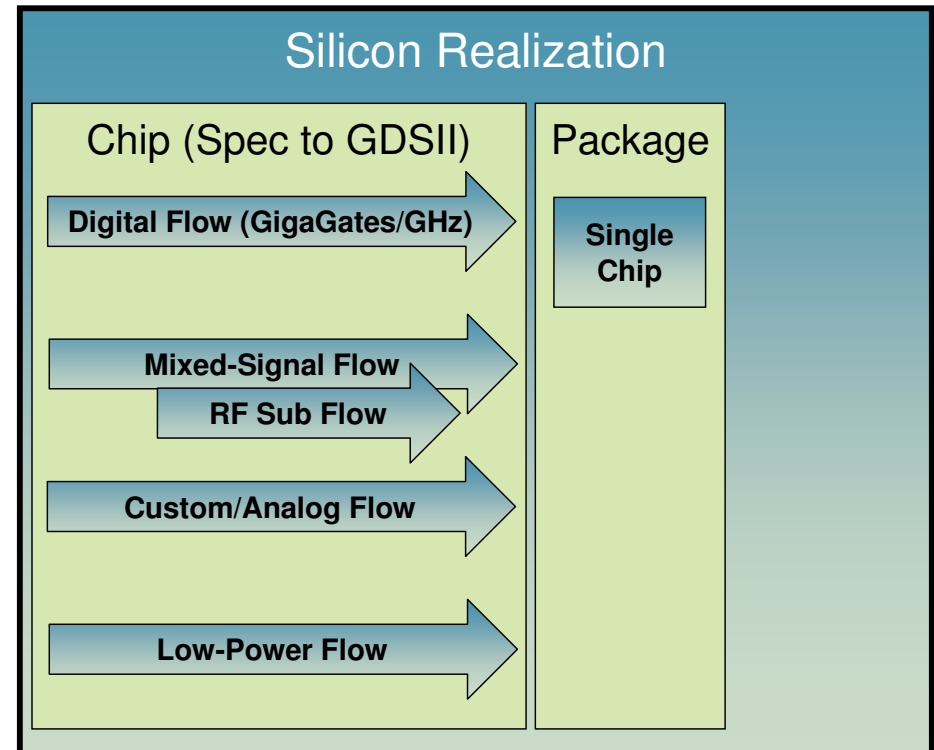 Silicon Realization
Chip (Spec to GDSII)
Digital Flow (GigaGates/GHz)
Mixed-Signal Flow
RF Sub Flow
Custom/Analog Flow
Low-Power Flow
Package
Single
Chip